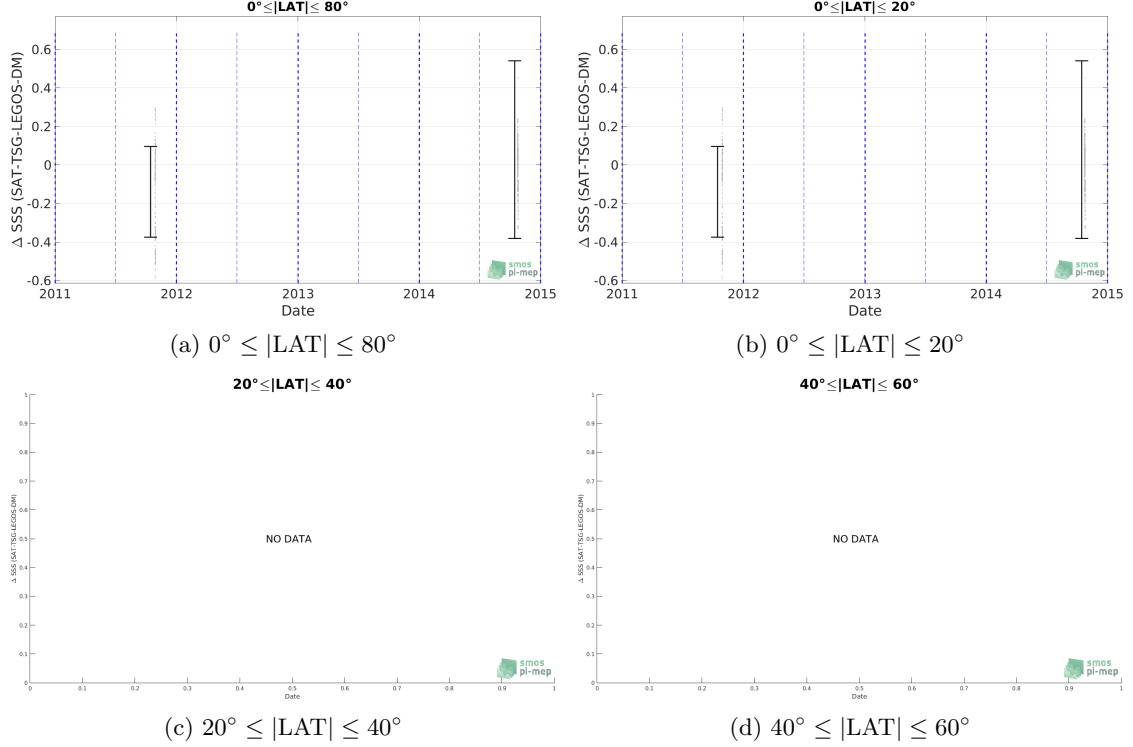 0°≤|LAT|≤ 80°
Δ SSS (SAT-TSG-LEGOS-DM)
0.6
0.4
0.2
0
-0.2
-0.4
-0.6
2011 2012 2013 2014 2015
Date
smos
pi-mep
(a) 0° ≤ |LAT| ≤ 80°
0°≤|LAT|≤ 20°
Δ SSS (SAT-TSG-LEGOS-DM)
0.6
0.4
0.2
0
-0.2
-0.4
-0.6
2011 2012 2013 2014 2015
Date
smos
pi-mep
(b) 0° ≤ |LAT| ≤ 20°
20°≤|LAT|≤ 40°
Δ SSS (SAT-TSG-LEGOS-DM)
1
0.9
0.8
0.7
0.6
0.5
0.4
0.3
0.2
0.1
0
NO DATA
0 0.1 0.2 0.3 0.4 0.5 0.6 0.7 0.8 0.9 1
Date
smos
pi-mep
(c) 20° ≤ |LAT| ≤ 40°
40°≤|LAT|≤ 60°
Δ SSS (SAT-TSG-LEGOS-DM)
1
0.9
0.8
0.7
0.6
0.5
0.4
0.3
0.2
0.1
0
NO DATA
0 0.1 0.2 0.3 0.4 0.5 0.6 0.7 0.8 0.9 1
Date
smos
pi-mep
(d) 40° ≤ |LAT| ≤ 60°